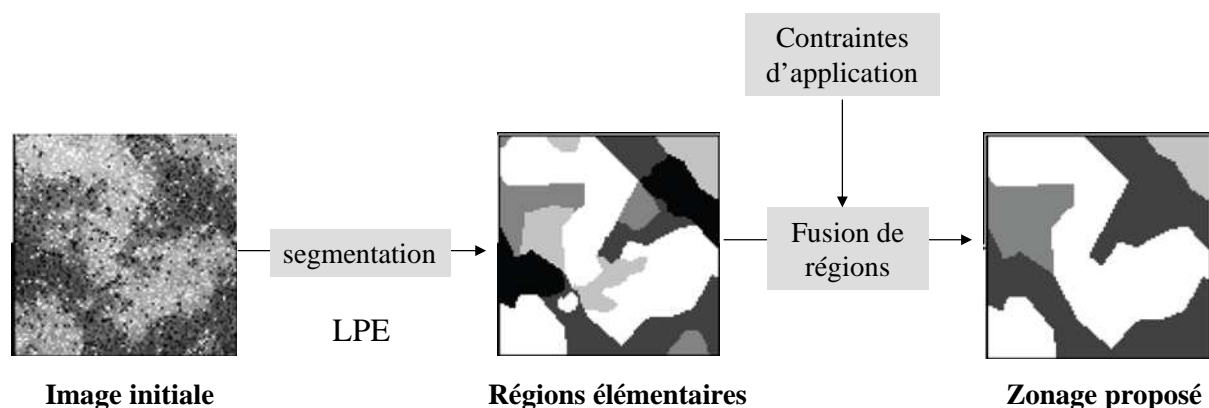 Contraintes
d’application
segmentation
Fusion de
régions
LPE
Image initiale
Régions élémentaires
Zonage proposé